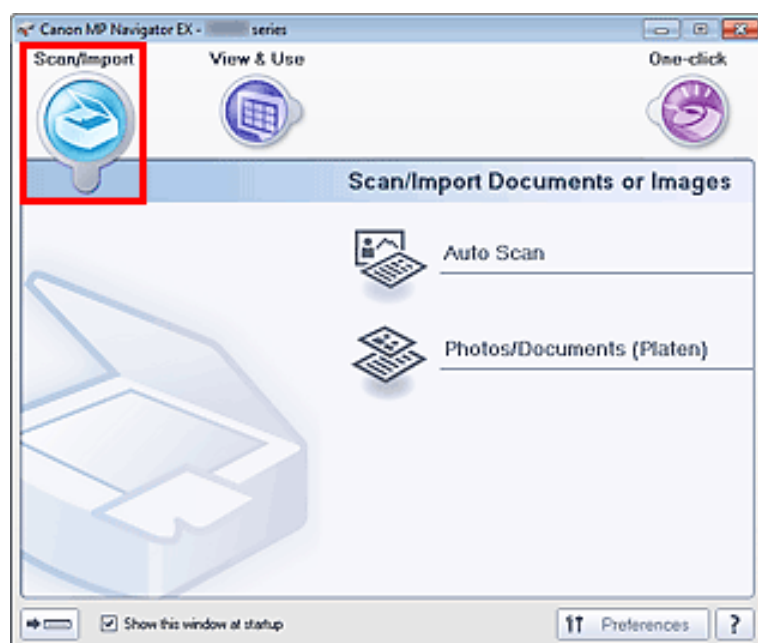 Canon MP Navigator EX - series
Scan/Import View & Use One-click
Scan/Import Documents or Images
Auto Scan
Photos/Documents (Platen)
Show this window at startup Preferences ?